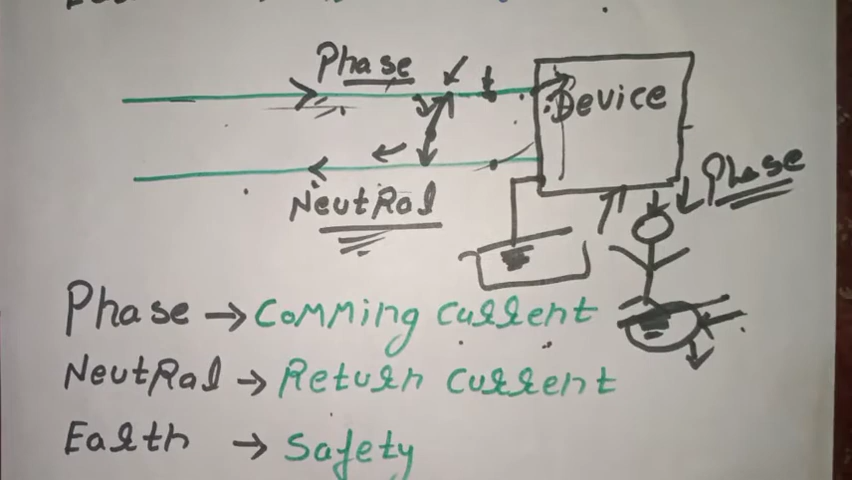 Phase
Device
Phase
Neutral
Phase → Comming current
Neutral → Return current
Earth → Safety